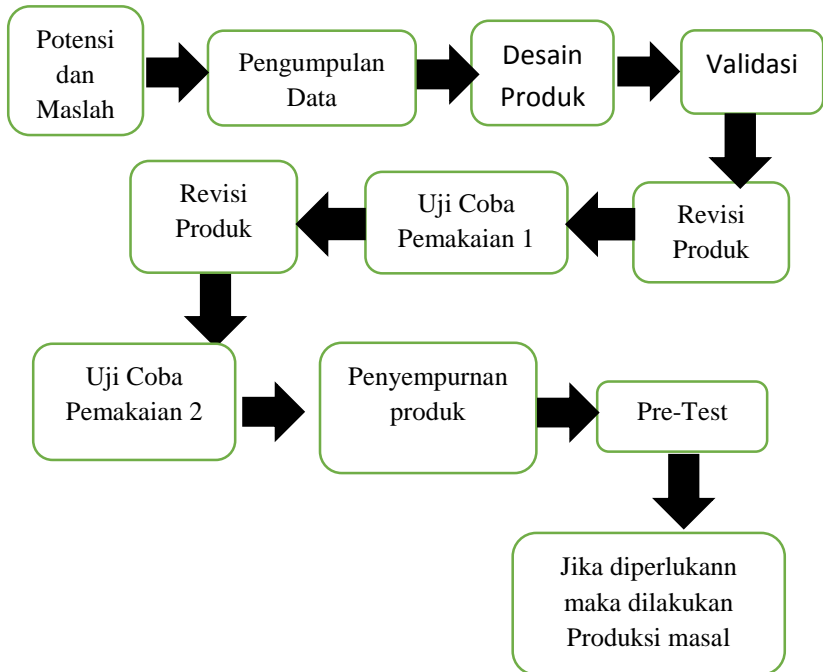 Potensi
dan
Maslah
Pengumpulan
Data
Desain
Produk
Validasi
Revisi
Produk
Uji Coba
Pemakaian 1
Revisi
Produk
Uji Coba
Pemakaian 2
Penyempurnan
produk
Pre-Test
Jika diperlukann
maka dilakukan
Produksi masal